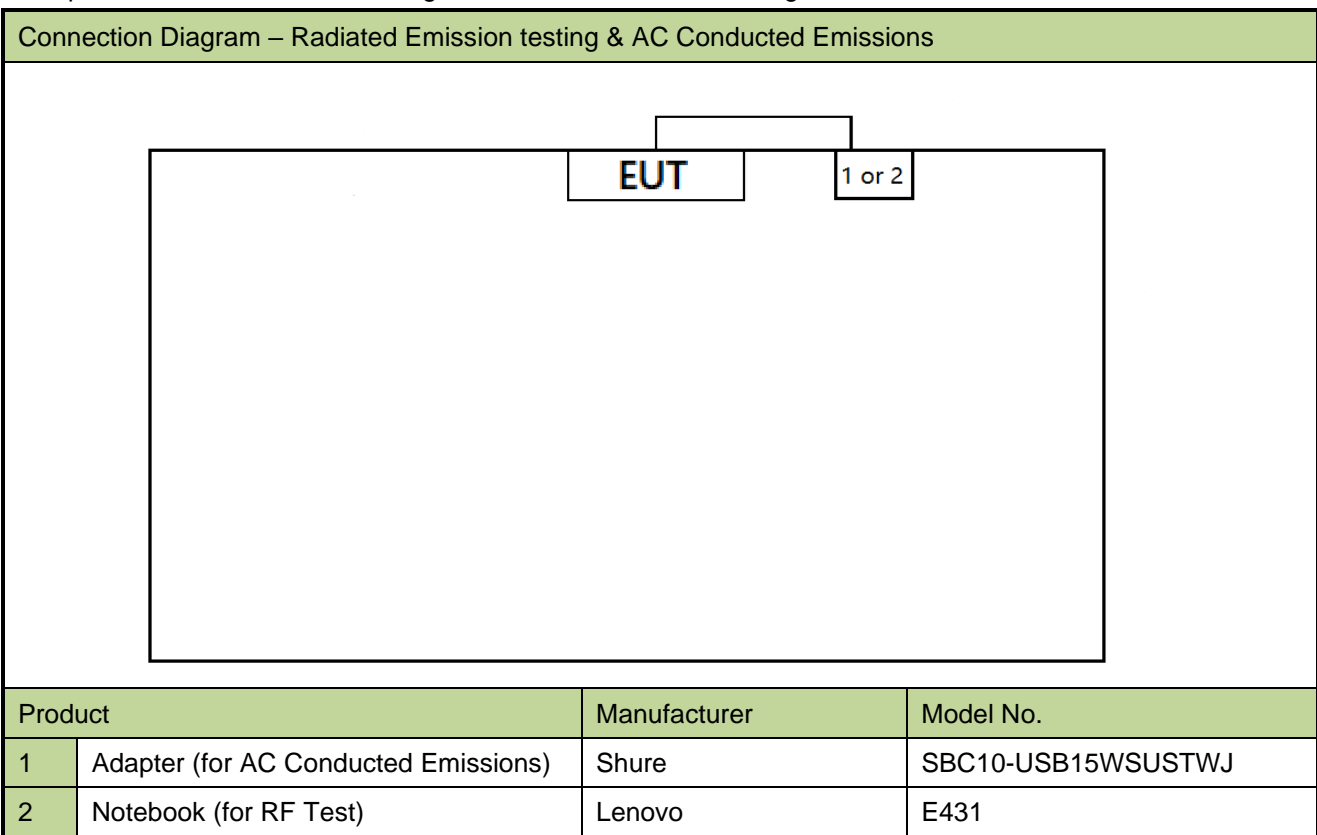 Connection Diagram – Radiated Emission testing & AC Conducted Emissions
EUT
1 or 2
Product Manufacturer Model No.
1 Adapter (for AC Conducted Emissions) Shure SBC10-USB15WSUSTWJ
2 Notebook (for RF Test) Lenovo E431